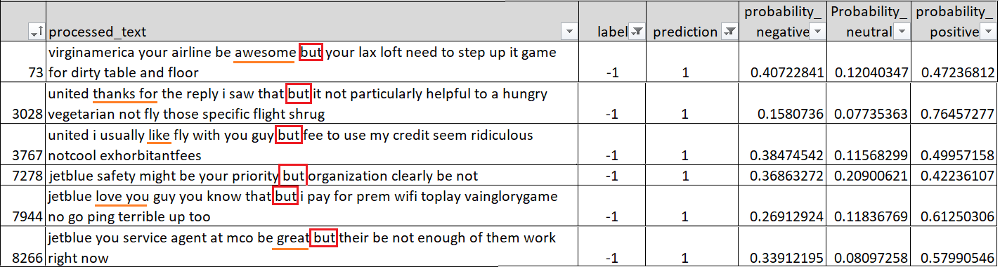 processed_text label prediction probability_negative Probability_neutral probability_positive
virginamerica your airline be awesome but your lax loft need to step up it game
73 for dirty table and floor -1 1 0.40722841 0.12040347 0.47236812
united thanks for the reply i saw that but it not particularly helpful to a hungry
3028 vegetarian not fly those specific flight shrug -1 1 0.1580736 0.07735363 0.76457277
united i usually like fly with you guy but fee to use my credit seem ridiculous
3767 notcool exhorbitantfees -1 1 0.38474542 0.11568299 0.49957158
7278 jetblue safety might be your priority but organization clearly be not -1 1 0.36863272 0.20900621 0.42236107
jetblue love you guy you know that but i pay for prem wifi toplay vainglorygame
7944 no go ping terrible up too -1 1 0.26912924 0.11836769 0.61250306
jetblue you service agent at mco be great but their be not enough of them work
8266 right now -1 1 0.33912195 0.08097258 0.57990546